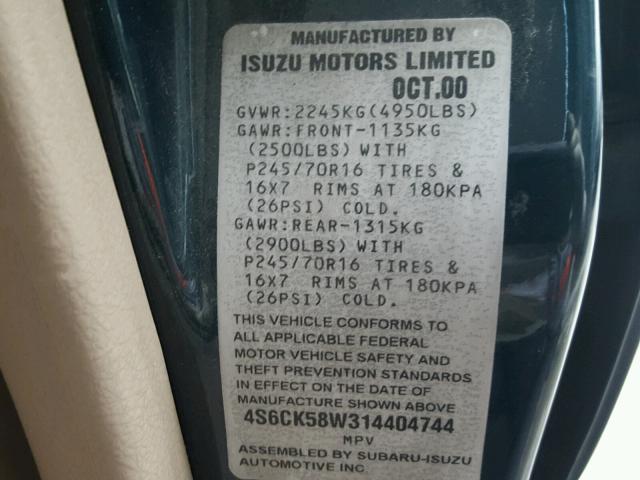 MANUFACTURED BY
ISUZU MOTORS LIMITED
OCT.00
GVWR:2245KG(4950LBS)
GAWR:FRONT-1135KG
(2500LBS) WITH
P245/70R16 TIRES &
16X7 RIMS AT 180KPA
(26PSI) COLD.
GAWR:REAR-1315KG
(2900LBS) WITH
P245/70R16 TIRES &
16X7 RIMS AT 180KPA
(26PSI) COLD.
THIS VEHICLE CONFORMS TO
ALL APPLICABLE FEDERAL
MOTOR VEHICLE SAFETY AND
THEFT PREVENTION STANDARDS
IN EFFECT ON THE DATE OF
MANUFACTURE SHOWN ABOVE
4S6CK58W314404744
MPV
ASSEMBLED BY SUBARU-ISUZU
AUTOMOTIVE INC.